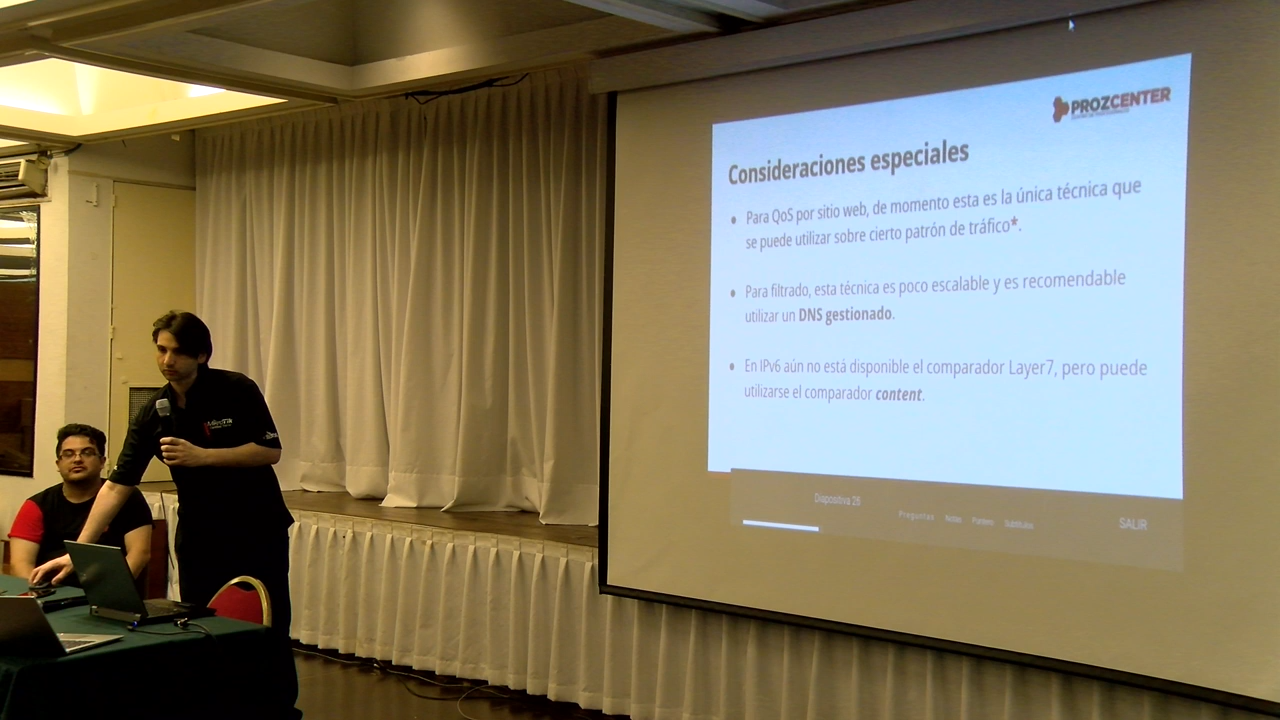 PROZCENTER
Consideraciones especiales
• Para QoS por sitio web, de momento esta es la única técnica que
se puede utilizar sobre cierto patrón de tráfico*.
• Para filtrado, esta técnica es poco escalable y es recomendable
utilizar un DNS gestionado.
• En IPv6 aún no está disponible el comparador Layer7, pero puede
utilizarse el comparador content.
Diapositiva 26
Preguntas Notas Puntero Subtítulos
SALIR
MikroTik